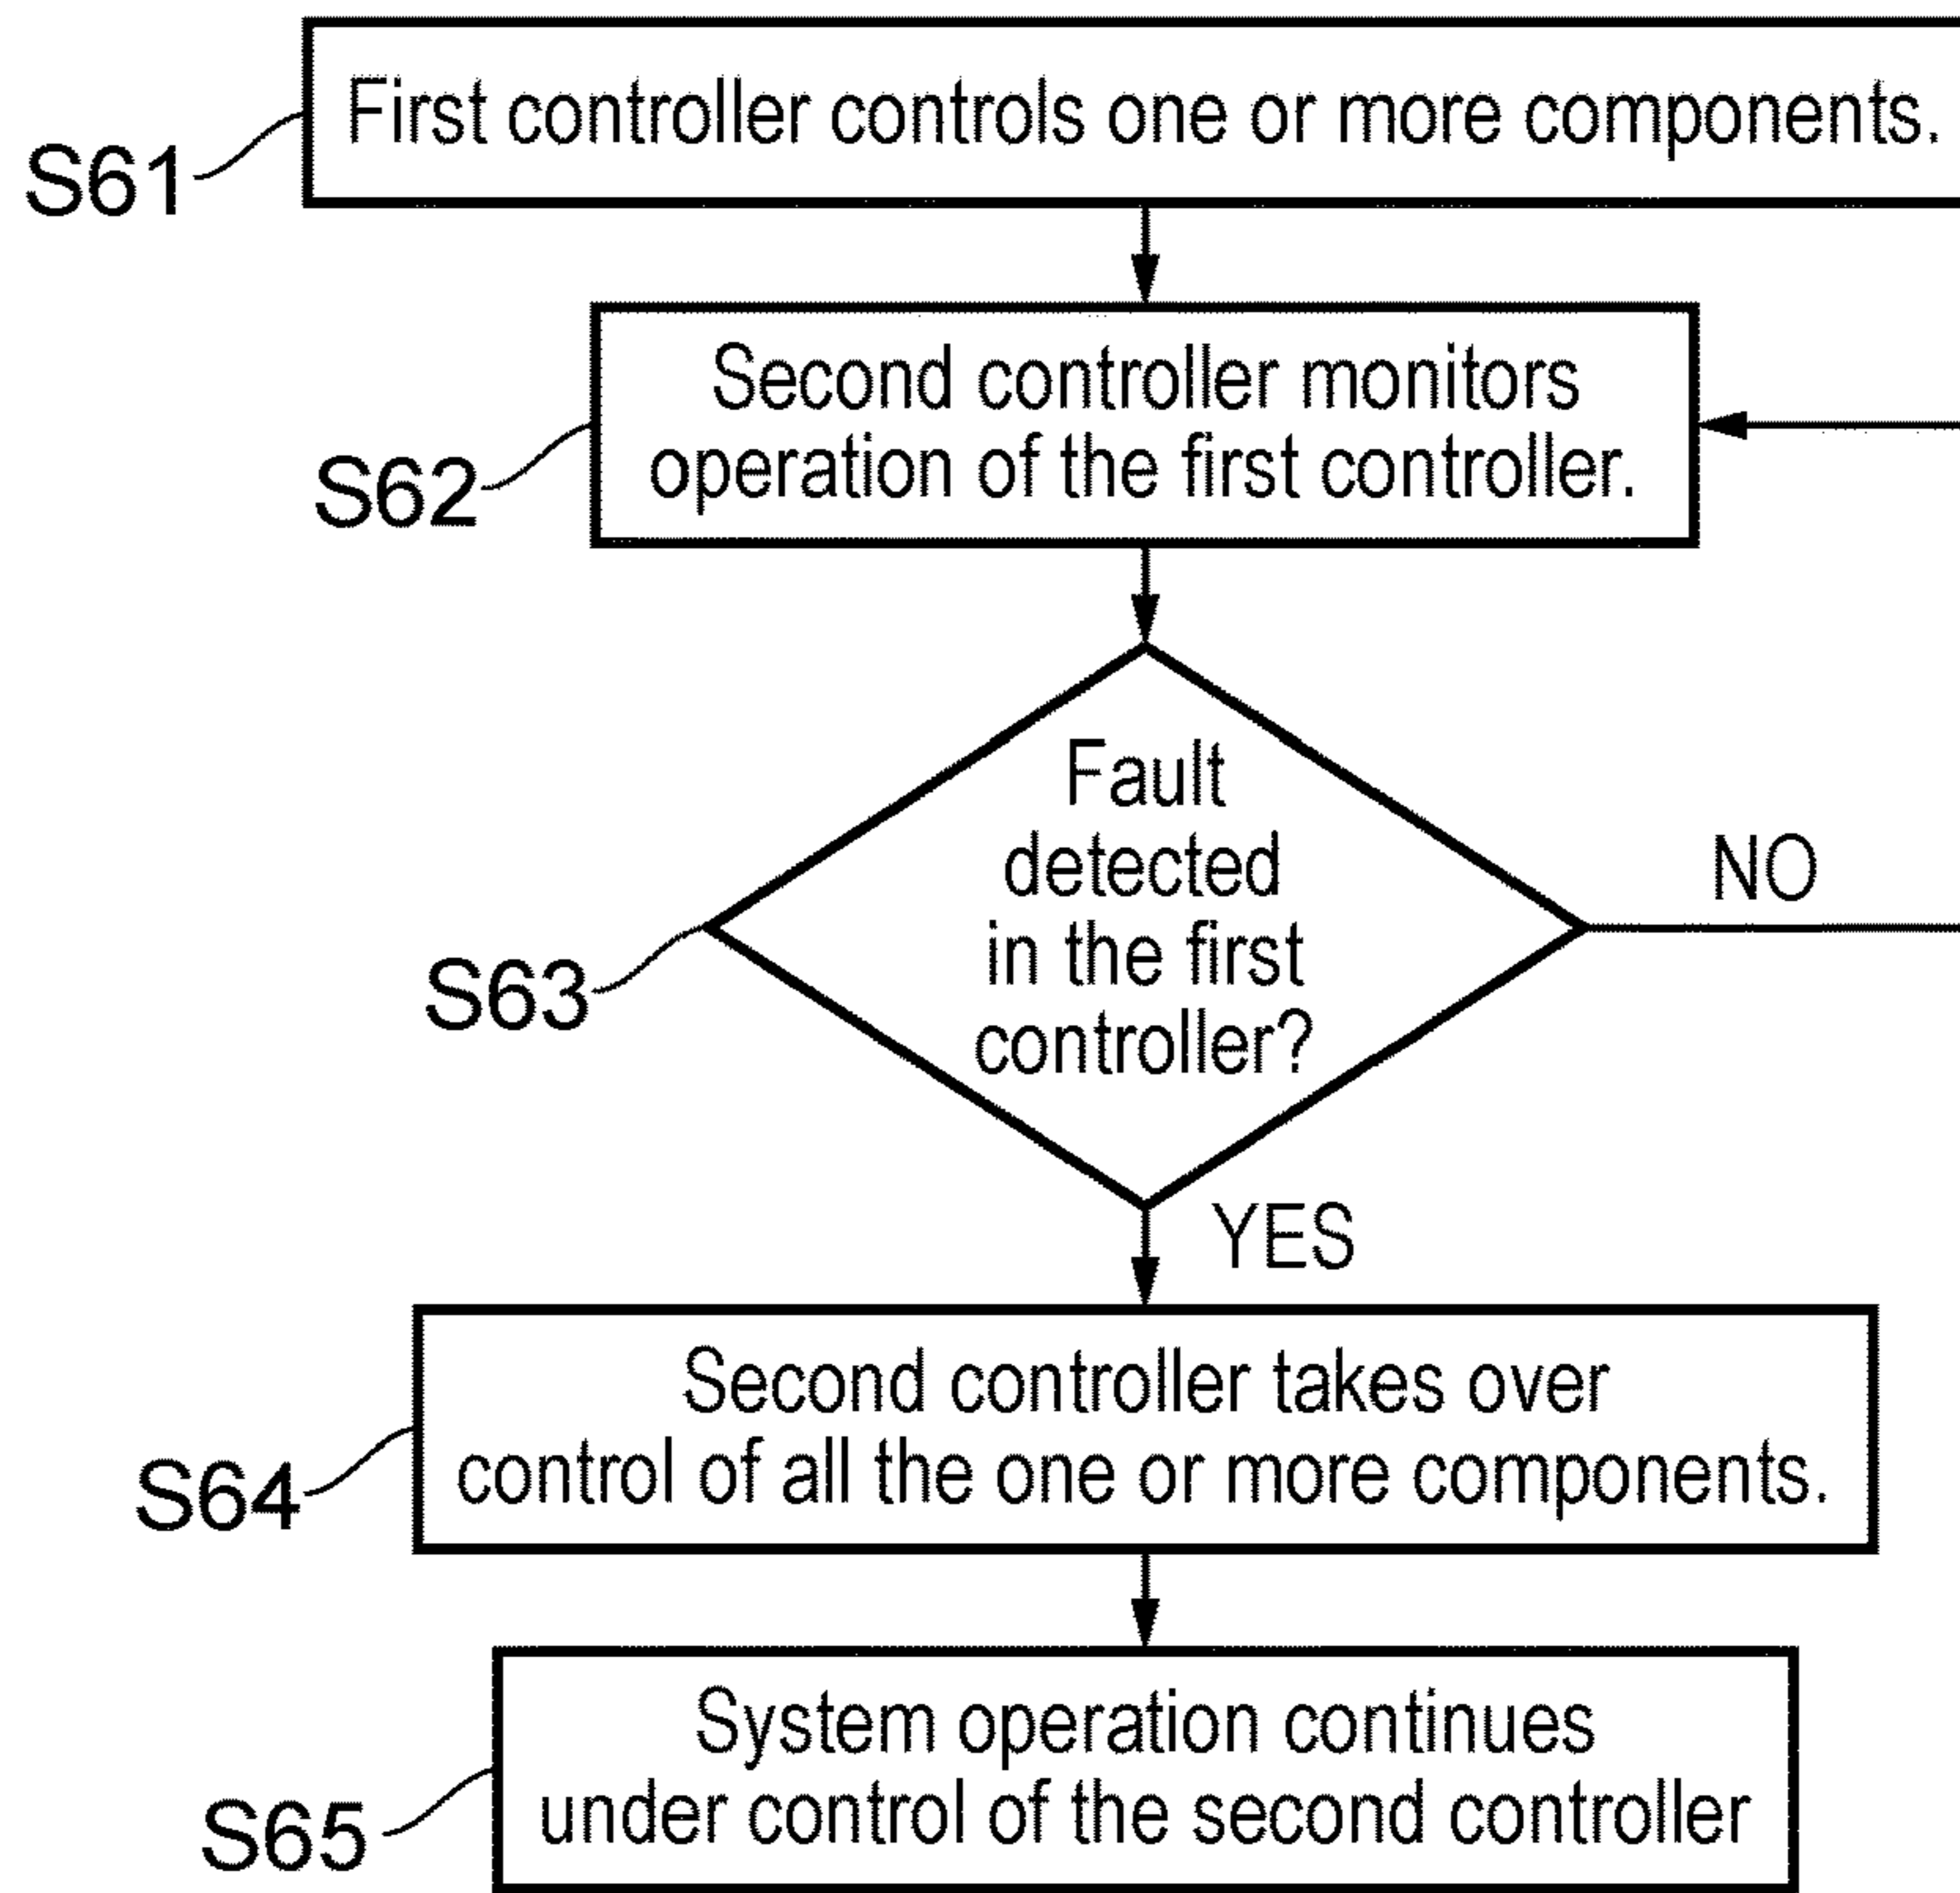 First controller controls one or more components.
S61
Second controller monitors
operation of the first controller.
S62
Fault
detected
in the first
controller?
NO
S63
YES
Second controller takes over
control of all the one or more components.
S64
System operation continues
under control of the second controller
S65